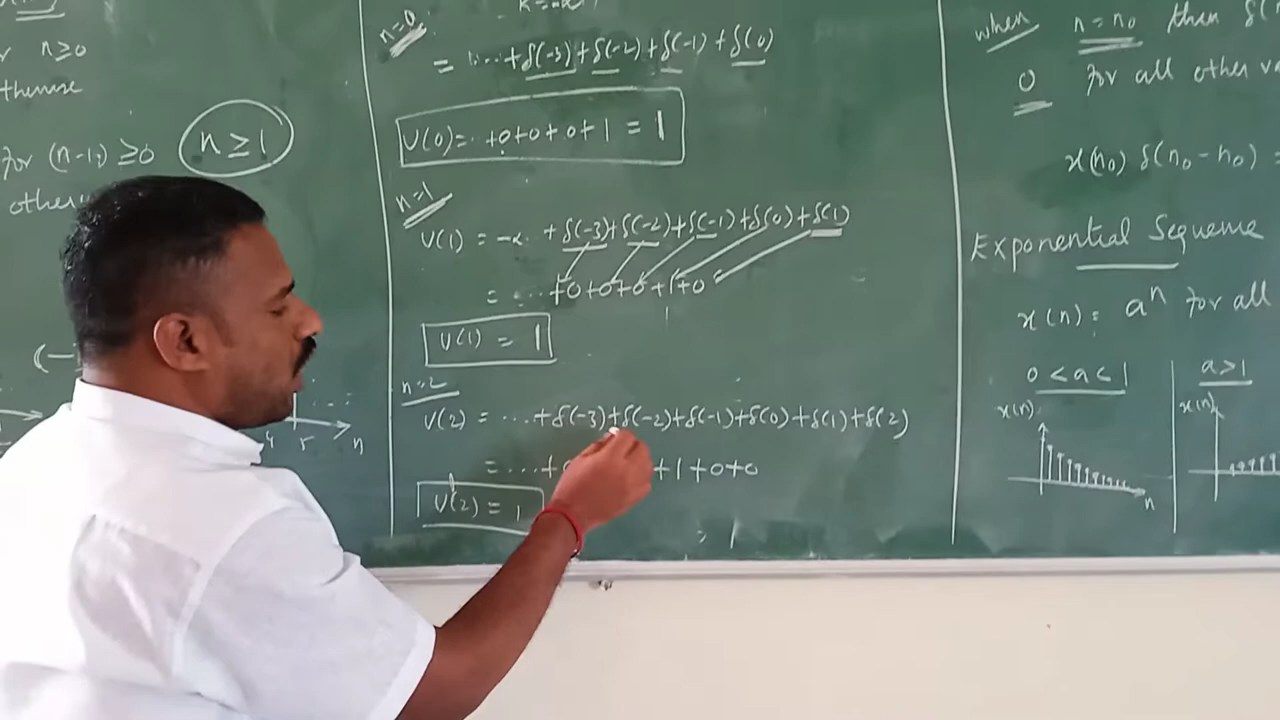 n≥0
for (n-1) ≥0
n ≥ 1
n
n=0
= ...+δ(-3)+δ(-2)+δ(-1)+δ(0)
U(0)=...+0+0+0+1 = 1
n=1
U(1) = -∝.. +δ(-3)+δ(-2)+δ(-1)+δ(0)+δ(1)
= ...+0+0+0+1+0
U(1) = 1
n=2
U(2) = ...+δ(-3)+δ(-2)+δ(-1)+δ(0)+δ(1)+δ(2)
= ...+0 +1+0+0
U(2) = 1
: 1
when n = n₀ then
0 for all other
x(n₀) δ(n₀-n₀) =
Exponential Sequence
x(n) = aⁿ for all
0 < a < 1
x(n)
n
a > 1
x(n)